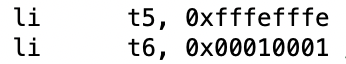 li t5, 0xfffefffe
li t6, 0x00010001